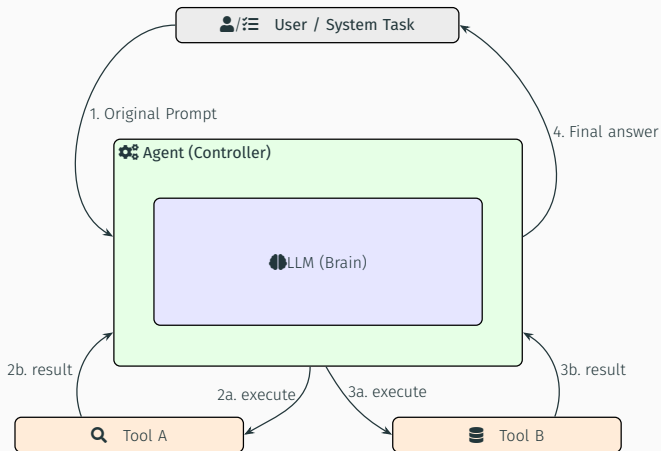 / User / System Task
1. Original Prompt
4. Final answer
Agent (Controller)
LLM (Brain)
2b. result
3b. result
2a. execute
3a. execute
Tool A
Tool B